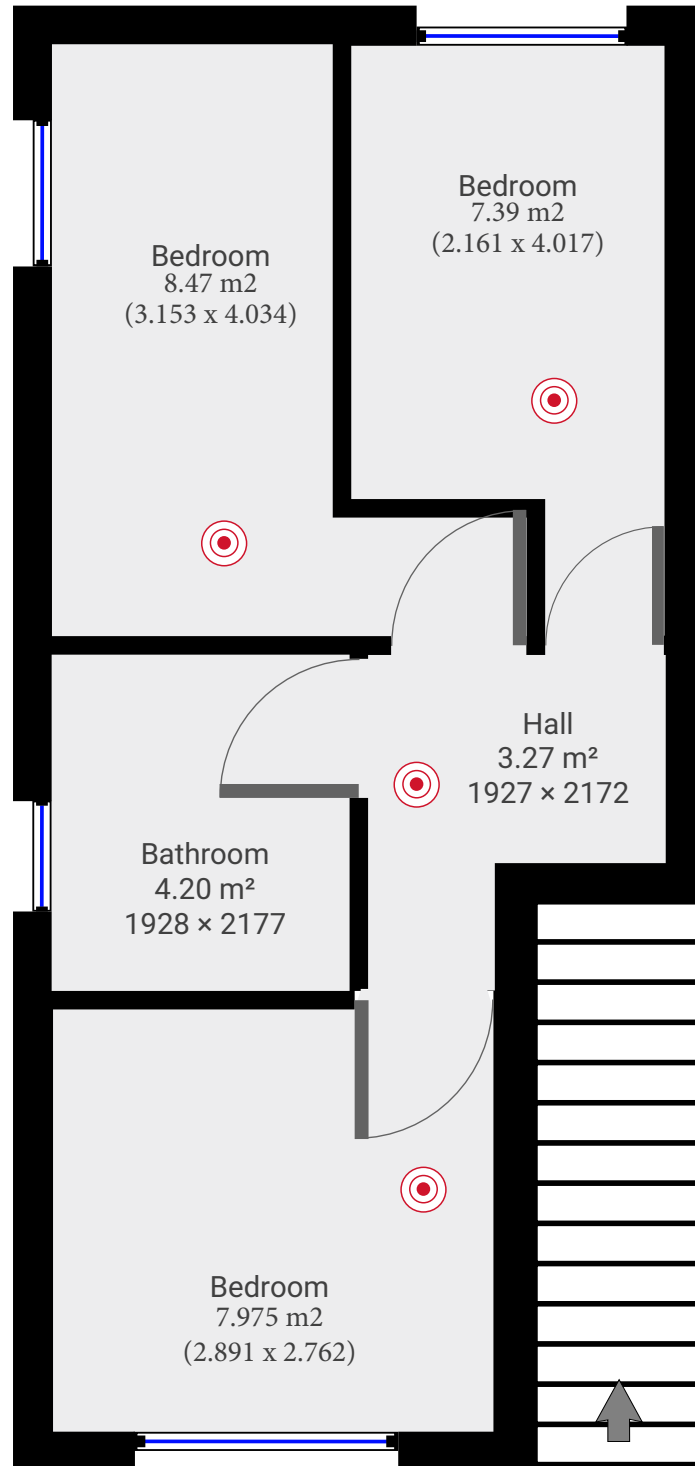 Bedroom
7.39 m2
(2.161 x 4.017)
Bedroom
8.47 m2
(3.153 x 4.034)
Hall
3.27 m²
1927 × 2172
Bathroom
4.20 m²
1928 × 2177
Bedroom
7.975 m2
(2.891 x 2.762)